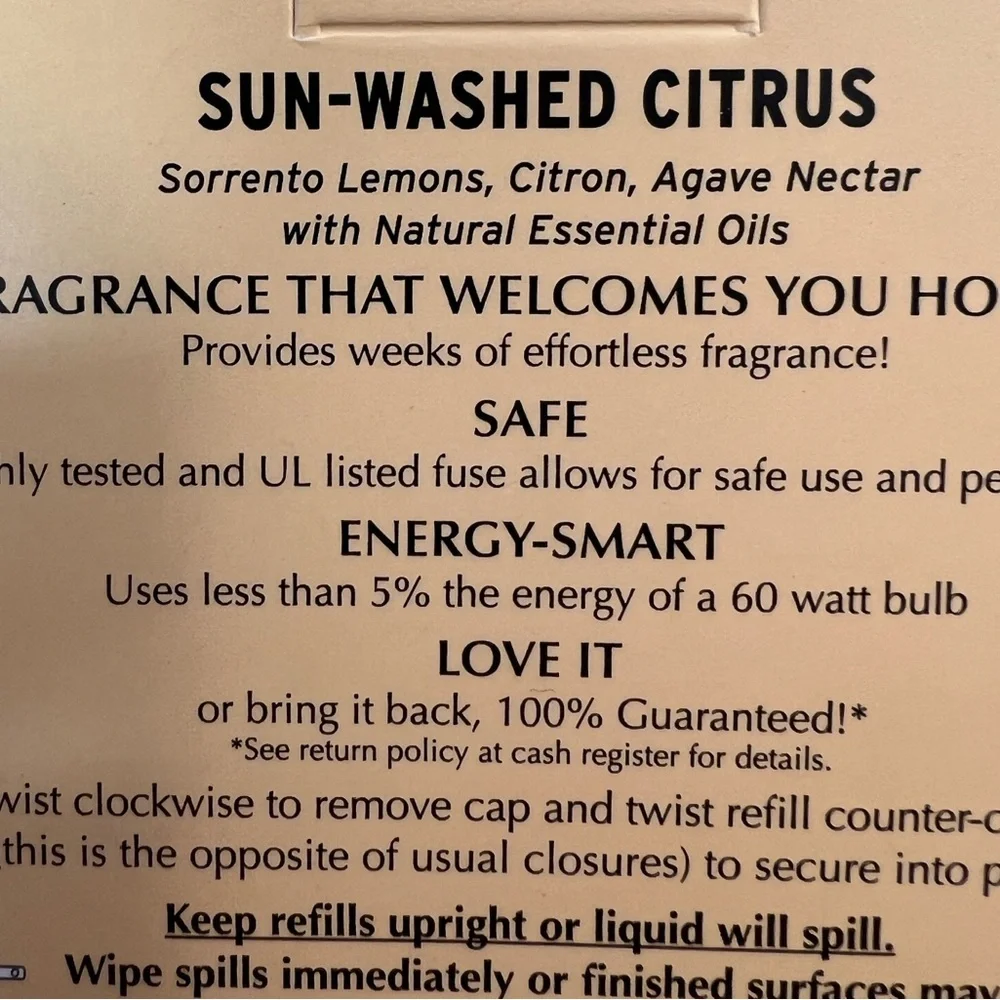 SUN-WASHED CITRUS
Sorrento Lemons, Citron, Agave Nectar
with Natural Essential Oils
RAGRANCE THAT WELCOMES YOU HO
Provides weeks of effortless fragrance!
SAFE
nly tested and UL listed fuse allows for safe use and pe
ENERGY-SMART
Uses less than 5% the energy of a 60 watt bulb
LOVE IT
or bring it back, 100% Guaranteed!*
*See return policy at cash register for details.
wist clockwise to remove cap and twist refill counter-c
this is the opposite of usual closures) to secure into p
Keep refills upright or liquid will spill.
Wipe spills immediately or finished surfaces may